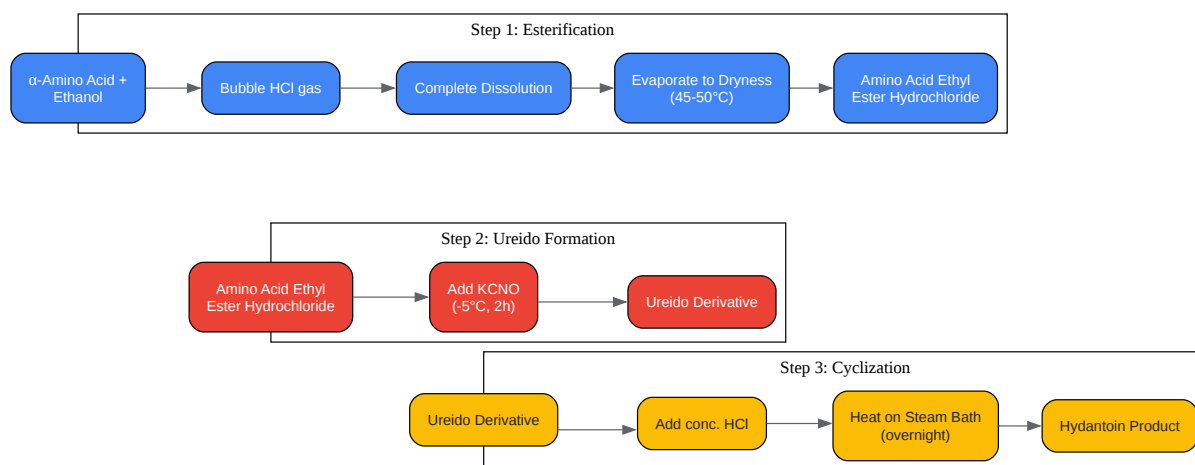 Step 1: Esterification
α-Amino Acid +
Ethanol
Bubble HCl gas
Complete Dissolution
Evaporate to Dryness
(45-50°C)
Amino Acid Ethyl
Ester Hydrochloride
Step 2: Ureido Formation
Amino Acid Ethyl
Ester Hydrochloride
Add KCNO
(-5°C, 2h)
Ureido Derivative
Step 3: Cyclization
Ureido Derivative
Add conc. HCl
Heat on Steam Bath
(overnight)
Hydantoin Product